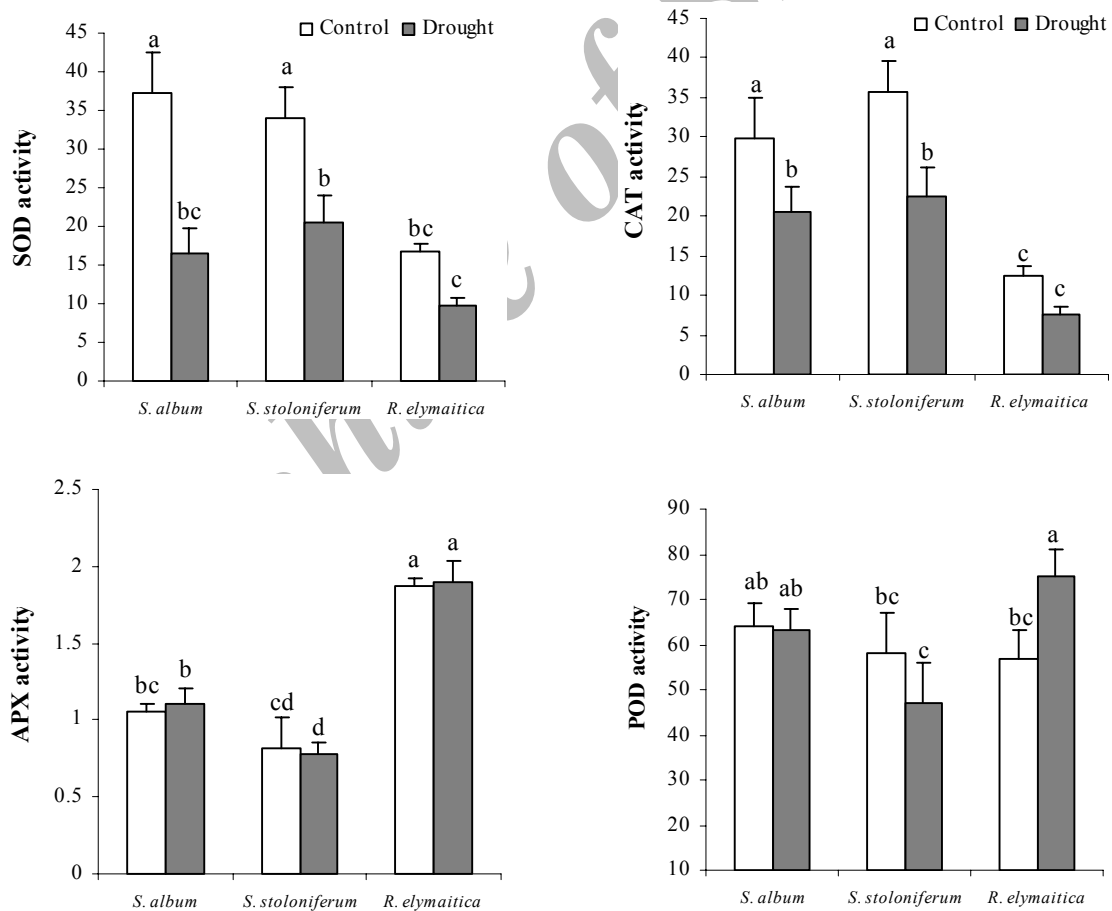 Control Drought
SOD activity
45
40
35
30
25
20
15
10
5
0
a
bc
a
b
bc
c
S. album S. stoloniferum R. elymaitica
Control Drought
CAT activity
45
40
35
30
25
20
15
10
5
0
a
b
a
b
c
c
S. album S. stoloniferum R. elymaitica
APX activity
2.5
2
1.5
1
0.5
0
bc
b
cd
d
a
a
S. album S. stoloniferum R. elymaitica
POD activity
90
80
70
60
50
40
30
20
10
ab
ab
bc
c
bc
a
S. album S. stoloniferum R. elymaitica
of